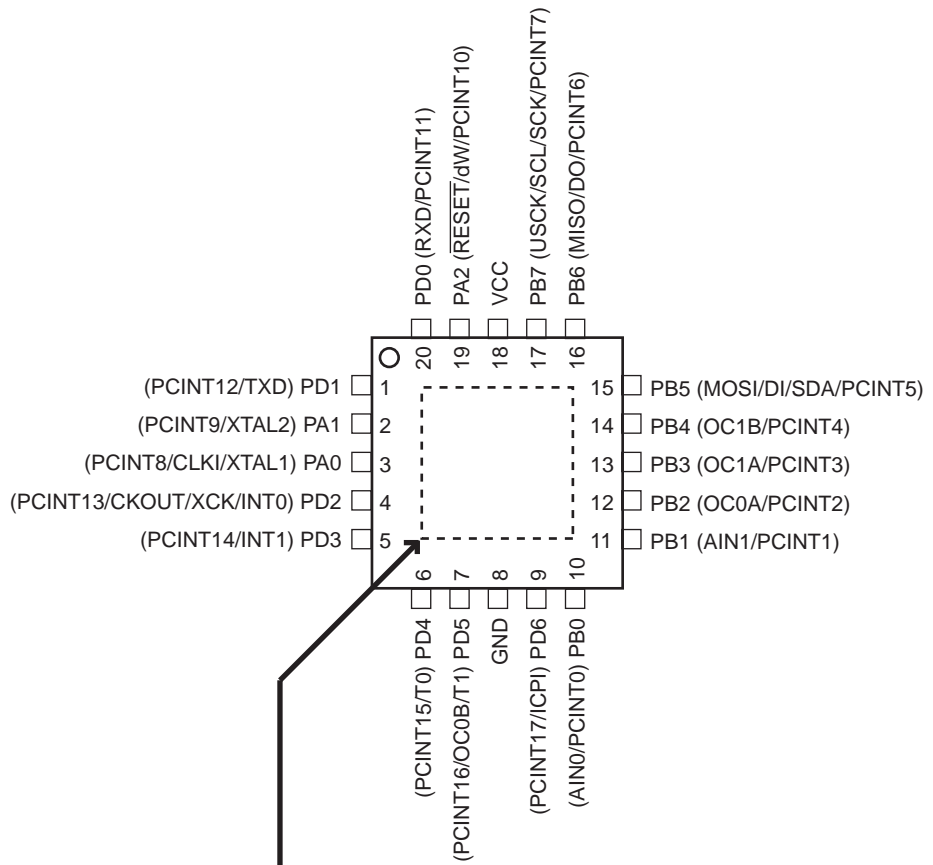 PD0 (RXD/PCINT11)
PA2 (RESET/dW/PCINT10)
VCC
PB7 (USCK/SCL/SCK/PCINT7)
PB6 (MISO/DO/PCINT6)
20
19
18
17
16
(PCINT12/TXD) PD1
1
(PCINT9/XTAL2) PA1
2
(PCINT8/CLKI/XTAL1) PA0
3
(PCINT13/CKOUT/XCK/INT0) PD2
4
(PCINT14/INT1) PD3
5
15
PB5 (MOSI/DI/SDA/PCINT5)
14
PB4 (OC1B/PCINT4)
13
PB3 (OC1A/PCINT3)
12
PB2 (OC0A/PCINT2)
11
PB1 (AIN1/PCINT1)
6
7
8
9
10
(PCINT15/T0) PD4
(PCINT16/OC0B/T1) PD5
GND
(PCINT17/ICPI) PD6
(AIN0/PCINT0) PB0